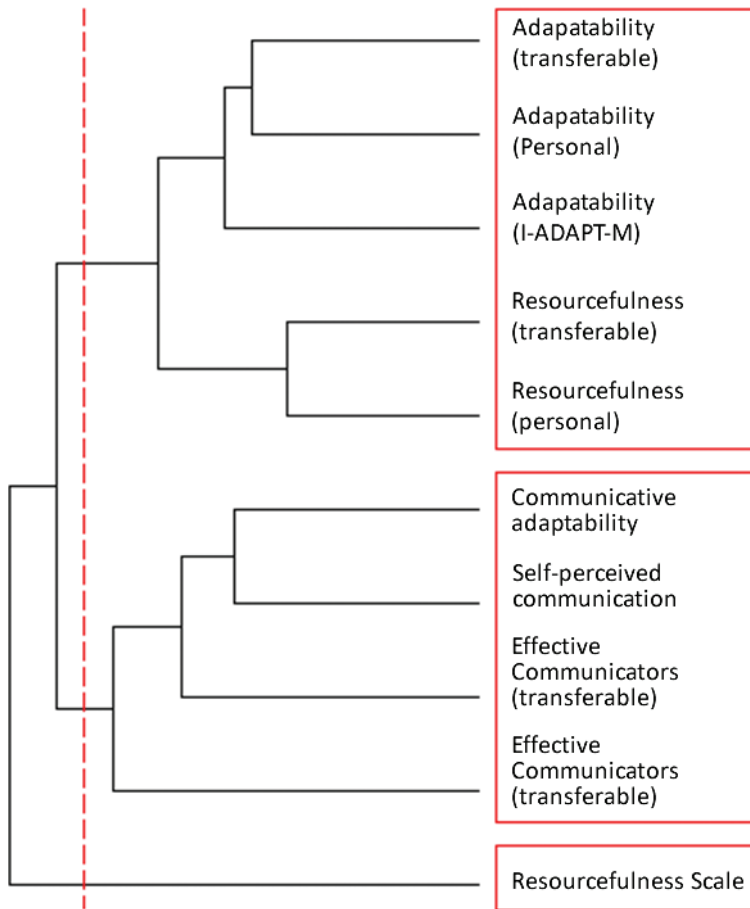 Adapatability
(transferable)
Adapatability
(Personal)
Adapatability
(I-ADAPT-M)
Resourcefulness
(transferable)
Resourcefulness
(personal)
Communicative
adaptability
Self-perceived
communication
Effective
Communicators
(transferable)
Effective
Communicators
(transferable)
Resourcefulness Scale